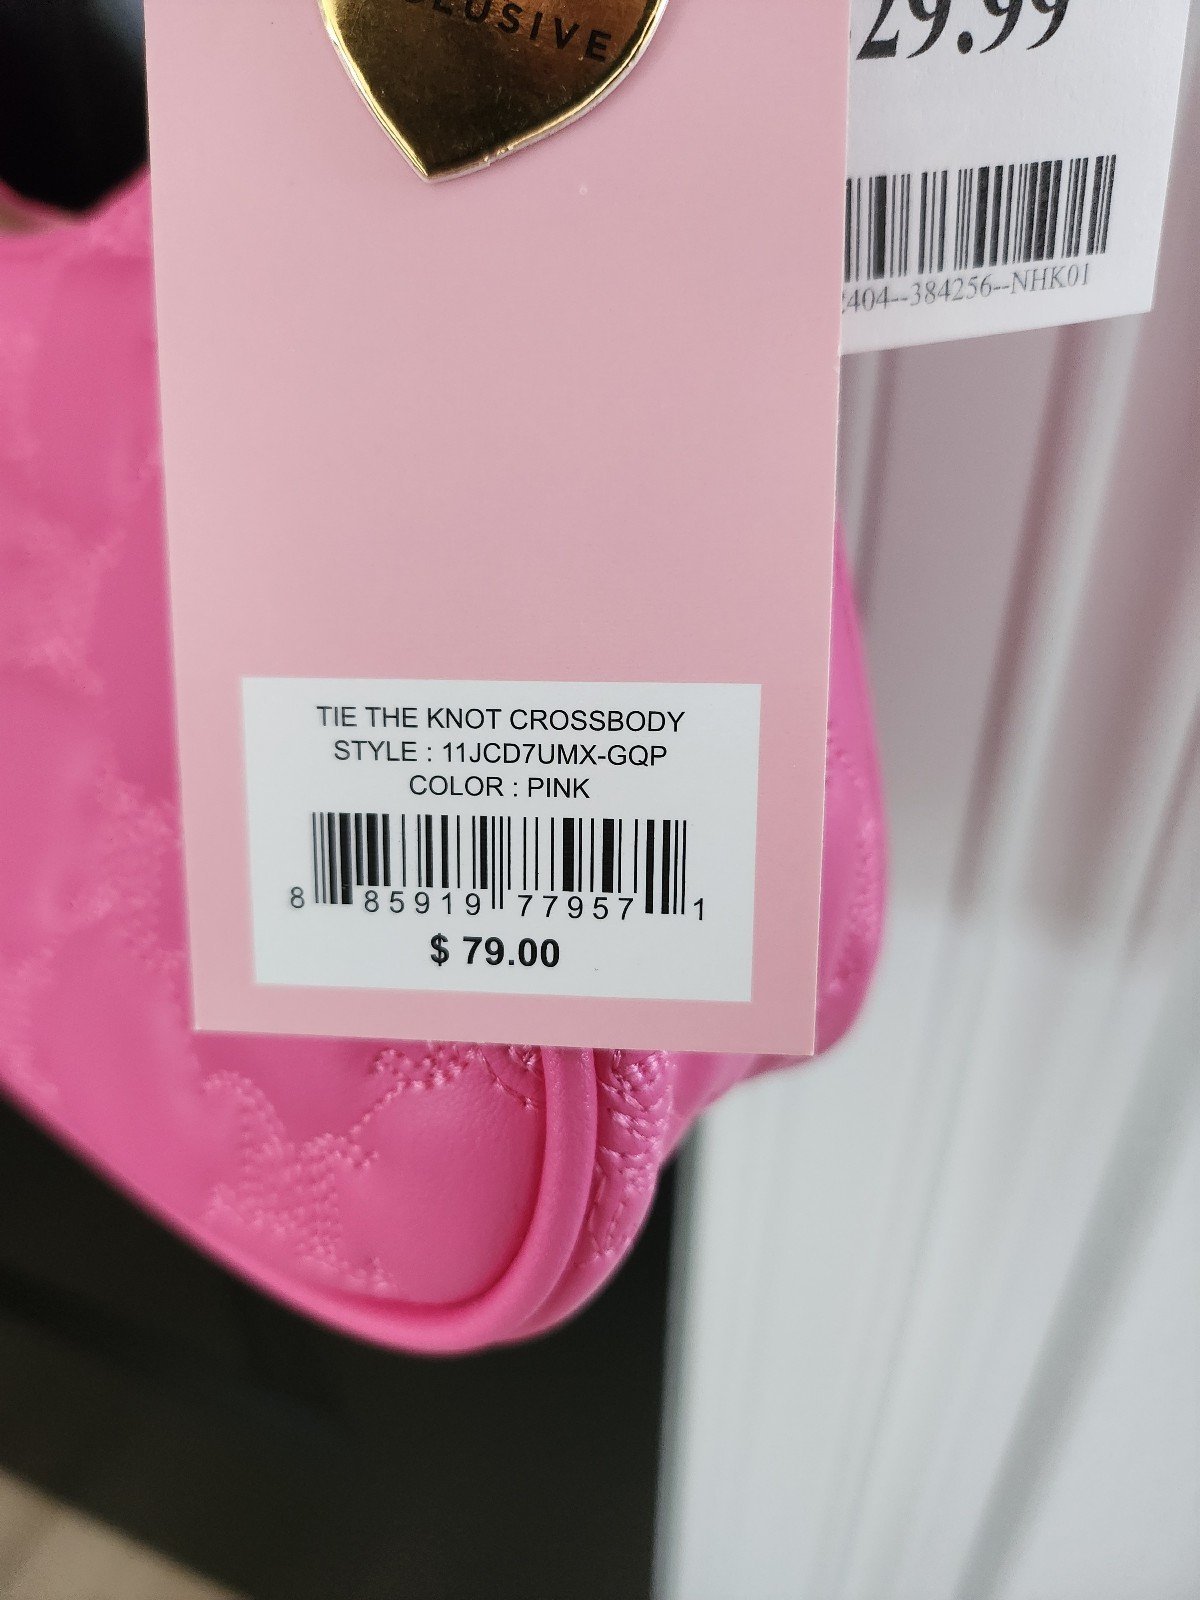 29.99
404--384256--NHK01
TIE THE KNOT CROSSBODY
STYLE : 11JCD7UMX-GQP
COLOR : PINK
8 85919 77957 1
$ 79.00